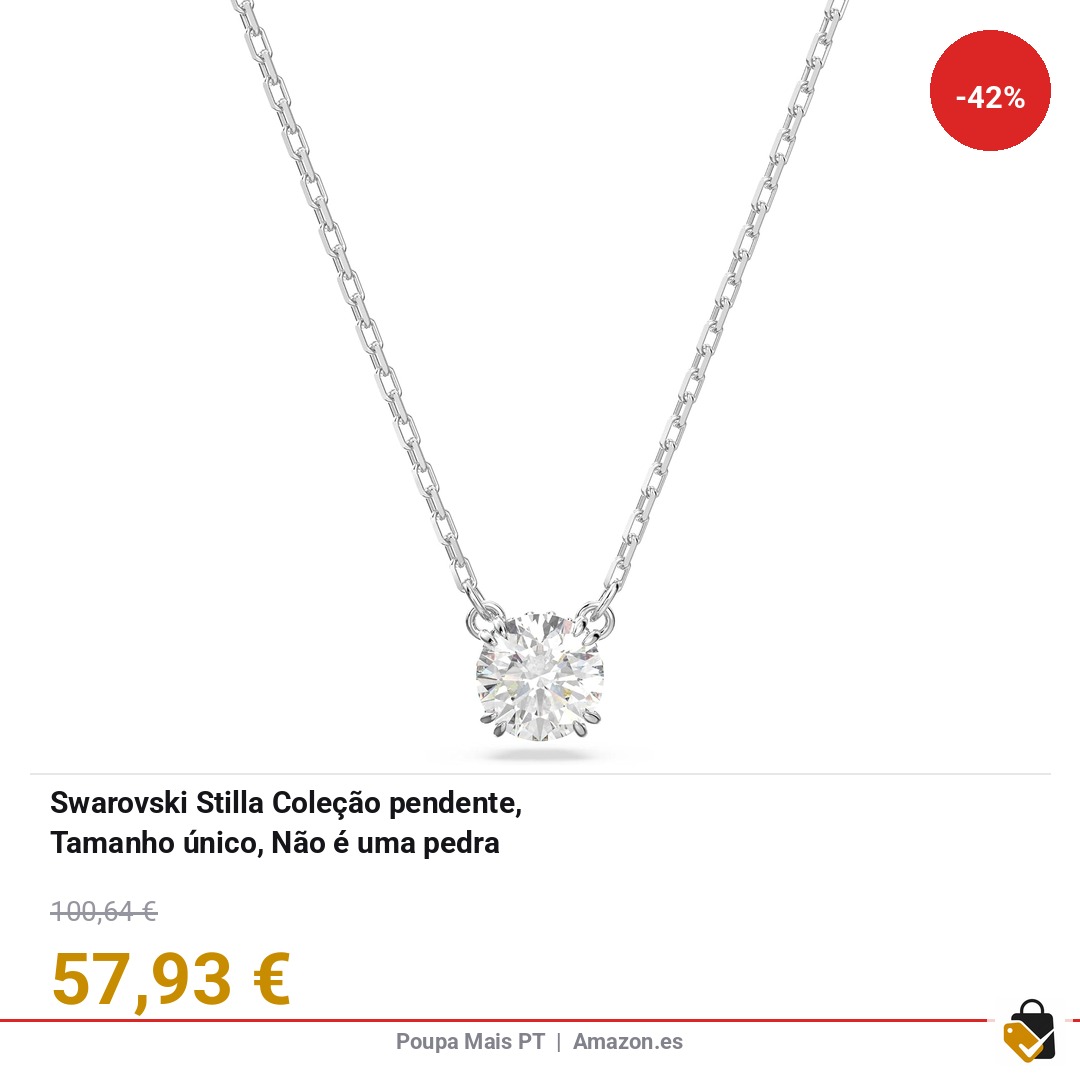 -42%
Swarovski Stilla Coleção pendente,
Tamanho único, Não é uma pedra
100,64 €
57,93 €
Poupa Mais PT | Amazon.es